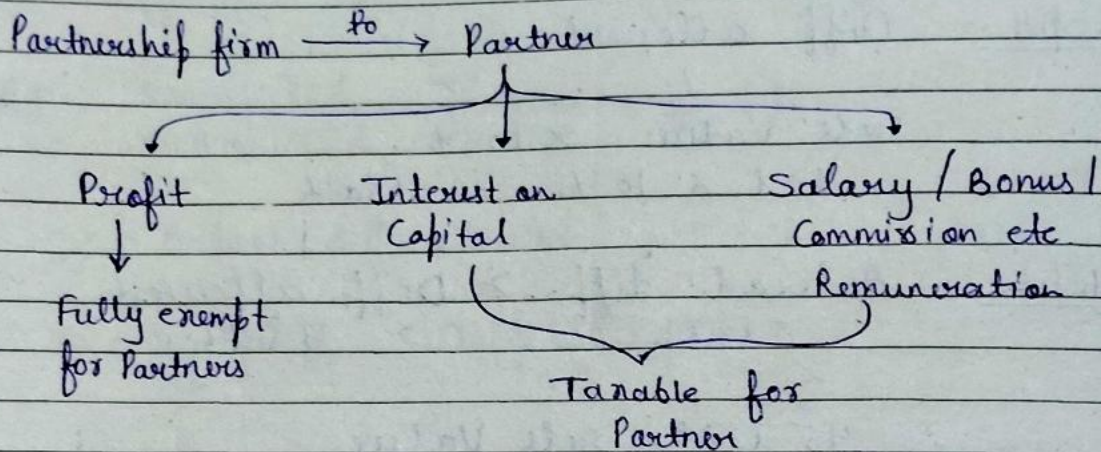 Partnership firm to Partner
Profit
Interest on
Capital
Salary / Bonus /
Commission etc
Remuneration
Fully exempt
for Partners
Taxable for
Partner